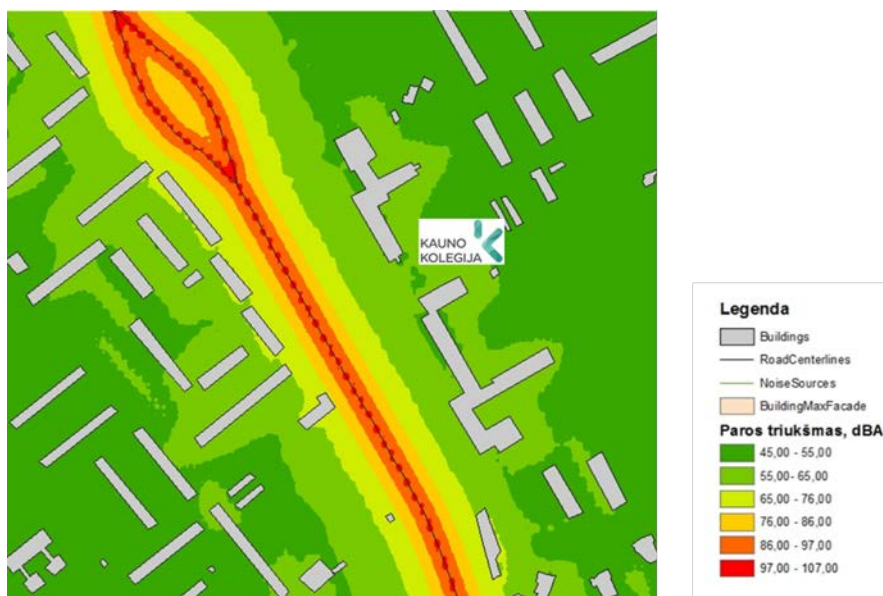 KAUNO
KOLEGIJA
Legenda
Buildings
RoadCenterlines
NoiseSources
BuildingMaxFacade
Paros triukšmas, dBA
45,00 - 55,00
55,00- 65,00
65,00 - 76,00
76,00 - 86,00
86,00 - 97,00
97,00 - 107,00